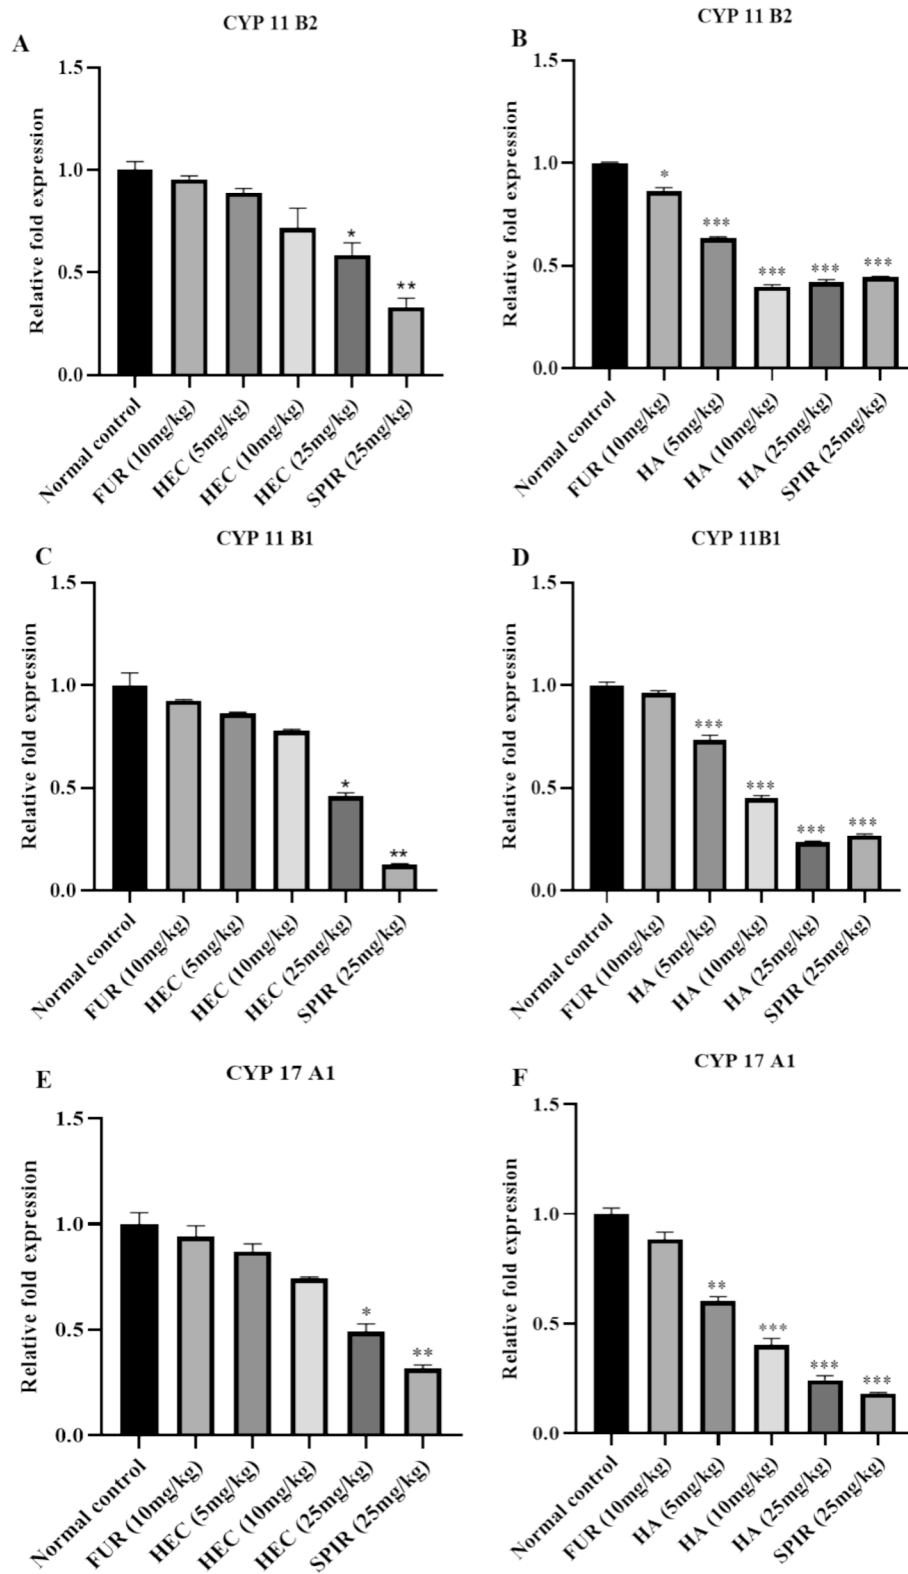 A
CYP 11 B2
Relative fold expression
1.5
1.0
0.5
0.0
*
**
Normal control
FUR (10mg/kg)
HEC (5mg/kg)
HEC (10mg/kg)
HEC (25mg/kg)
SPIR (25mg/kg)
B
CYP 11 B2
Relative fold expression
1.5
1.0
0.5
0.0
*
***
***
***
***
Normal control
FUR (10mg/kg)
HA (5mg/kg)
HA (10mg/kg)
HA (25mg/kg)
SPIR (25mg/kg)
C
CYP 11 B1
Relative fold expression
1.5
1.0
0.5
0.0
*
**
Normal control
FUR (10mg/kg)
HEC (5mg/kg)
HEC (10mg/kg)
HEC (25mg/kg)
SPIR (25mg/kg)
D
CYP 11B1
Relative fold expression
1.5
1.0
0.5
0.0
***
***
***
***
Normal control
FUR (10mg/kg)
HA (5mg/kg)
HA (10mg/kg)
HA (25mg/kg)
SPIR (25mg/kg)
E
CYP 17 A1
Relative fold expression
1.5
1.0
0.5
0.0
*
**
Normal control
FUR (10mg/kg)
HEC (5mg/kg)
HEC (10mg/kg)
HEC (25mg/kg)
SPIR (25mg/kg)
F
CYP 17 A1
Relative fold expression
1.5
1.0
0.5
0.0
**
***
***
***
Normal control
FUR (10mg/kg)
HA (5mg/kg)
HA (10mg/kg)
HA (25mg/kg)
SPIR (25mg/kg)